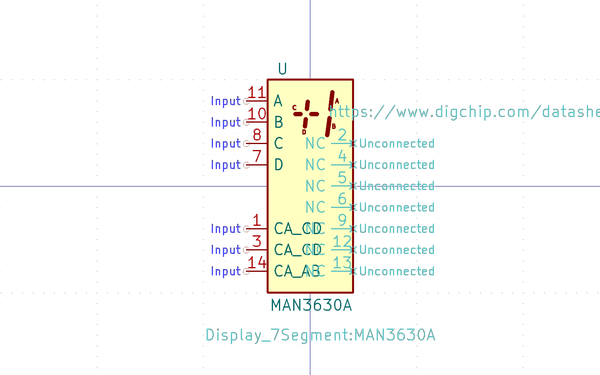 U
Input 11 A
Input 10 B
Input 8 C
Input 7 D
C A
D B
https://www.digchip.com/datashe
NC 2 Unconnected
NC 4 Unconnected
NC 5 Unconnected
NC 6 Unconnected
Input 1 CA_CD NC 9 Unconnected
Input 3 CA_CD NC 12 Unconnected
Input 14 CA_AB NC 13 Unconnected
MAN3630A
Display_7Segment:MAN3630A